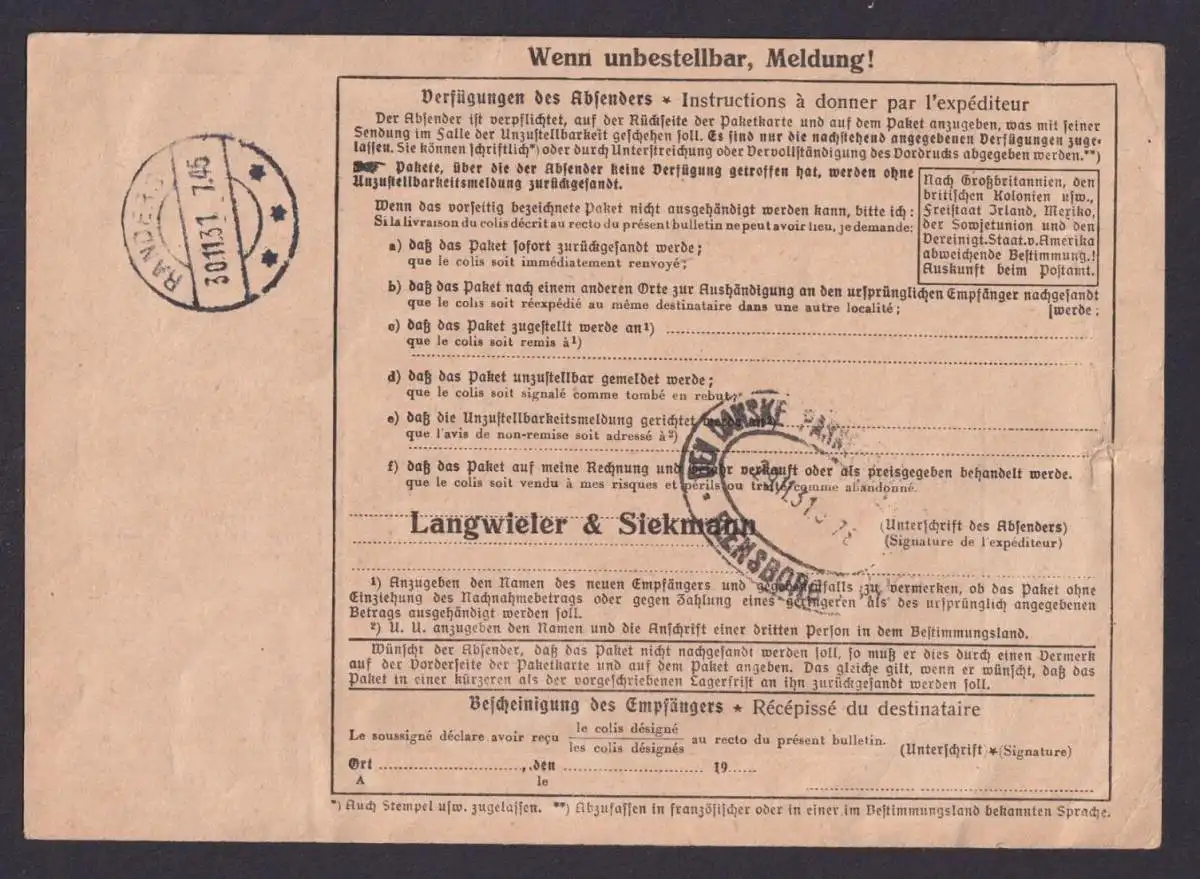 Wenn unbestellbar, Meldung!
Verfügungen des Absenders * Instructions à donner par l'expéditeur
Der Absender ist verpflichtet, auf der Rückseite der Paketkarte und auf dem Paket anzugeben, was mit seiner
Sendung im Falle der Unzustellbarkeit geschehen soll. Es sind nur die nachstehend angegebenen Verfügungen zuge-
lassen. Sie können schriftlich*) oder durch Unterstreichung oder Vervollständigung des Vordrucks abgegeben werden.**)
Pakete, über die der Absender keine Verfügung getroffen hat, werden ohne
Unzustellbarkeitsmeldung zurückgesandt.
Nach Großbritannien, den
britischen Kolonien usw.,
Freistaat Irland, Mexiko,
der Sowjetunion und den
Vereinigt. Staat. v. Amerika
abweichende Bestimmung.!
Auskunft beim Postamt.
Wenn das vorseitig bezeichnete Paket nicht ausgehändigt werden kann, bitte ich:
Si la livraison du colis décrit au recto du présent bulletin ne peut avoir lieu, je demande:
a) daß das Paket sofort zurückgesandt werde;
que le colis soit immédiatement renvoyé;
b) daß das Paket nach einem anderen Orte zur Aushändigung an den ursprünglichen Empfänger nachgesandt
que le colis soit réexpédié au même destinataire dans une autre localité; [werde;
c) daß das Paket zugestellt werde an¹)
que le colis soit remis à¹)
d) daß das Paket unzustellbar gemeldet werde;
que le colis soit signalé comme tombé en rebut;
e) daß die Unzustellbarkeitsmeldung gerichtet werde an²)
que l'avis de non-remise soit adressé à²)
f) daß das Paket auf meine Rechnung und Gefahr verkauft oder als preisgegeben behandelt werde.
que le colis soit vendu à mes risques et périls ou traité comme abandonné.
Langwieler & Siekmann
(Unterschrift des Absenders)
(Signature de l'expéditeur)
¹) Anzugeben den Namen des neuen Empfängers und gegebenenfalls zu vermerken, ob das Paket ohne
Einziehung des Nachnahmebetrags oder gegen Zahlung eines geringeren als des ursprünglich angegebenen
Betrags ausgehändigt werden soll.
²) U. U. anzugeben den Namen und die Anschrift einer dritten Person in dem Bestimmungsland.
Wünscht der Absender, daß das Paket nicht nachgesandt werden soll, so muß er dies durch einen Vermerk
auf der Vorderseite der Paketkarte und auf dem Paket angeben. Das gleiche gilt, wenn er wünscht, daß das
Paket in einer kürzeren als der vorgeschriebenen Lagerfrist an ihn zurückgesandt werden soll.
Bescheinigung des Empfängers * Récépissé du destinataire
Le soussigné déclare avoir reçu le colis désigné / les colis désignés au recto du présent bulletin.
(Unterschrift * (Signature)
Ort , den 19
A le
*) Auch Stempel usw. zugelassen. **) Abzufassen in französischer oder in einer im Bestimmungsland bekannten Sprache.
RANDERS
30.11.31 7.45
DEN DANSKE